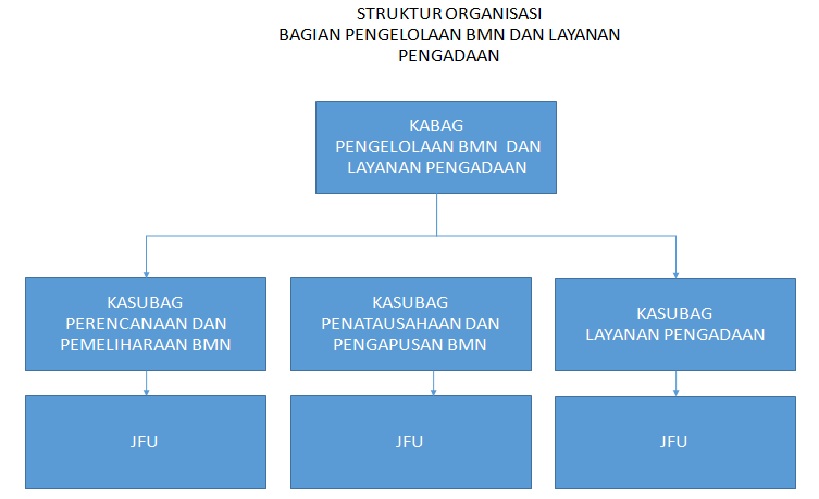 STRUKTUR ORGANISASI
BAGIAN PENGELOLAAN BMN DAN LAYANAN
PENGADAAN
KABAG
PENGELOLAAN BMN DAN
LAYANAN PENGADAAN
KASUBAG
PERENCANAAN DAN
PEMELIHARAAN BMN
KASUBAG
PENATAUSAHAAN DAN
PENGAPUSAN BMN
KASUBAG
LAYANAN PENGADAAN
JFU
JFU
JFU